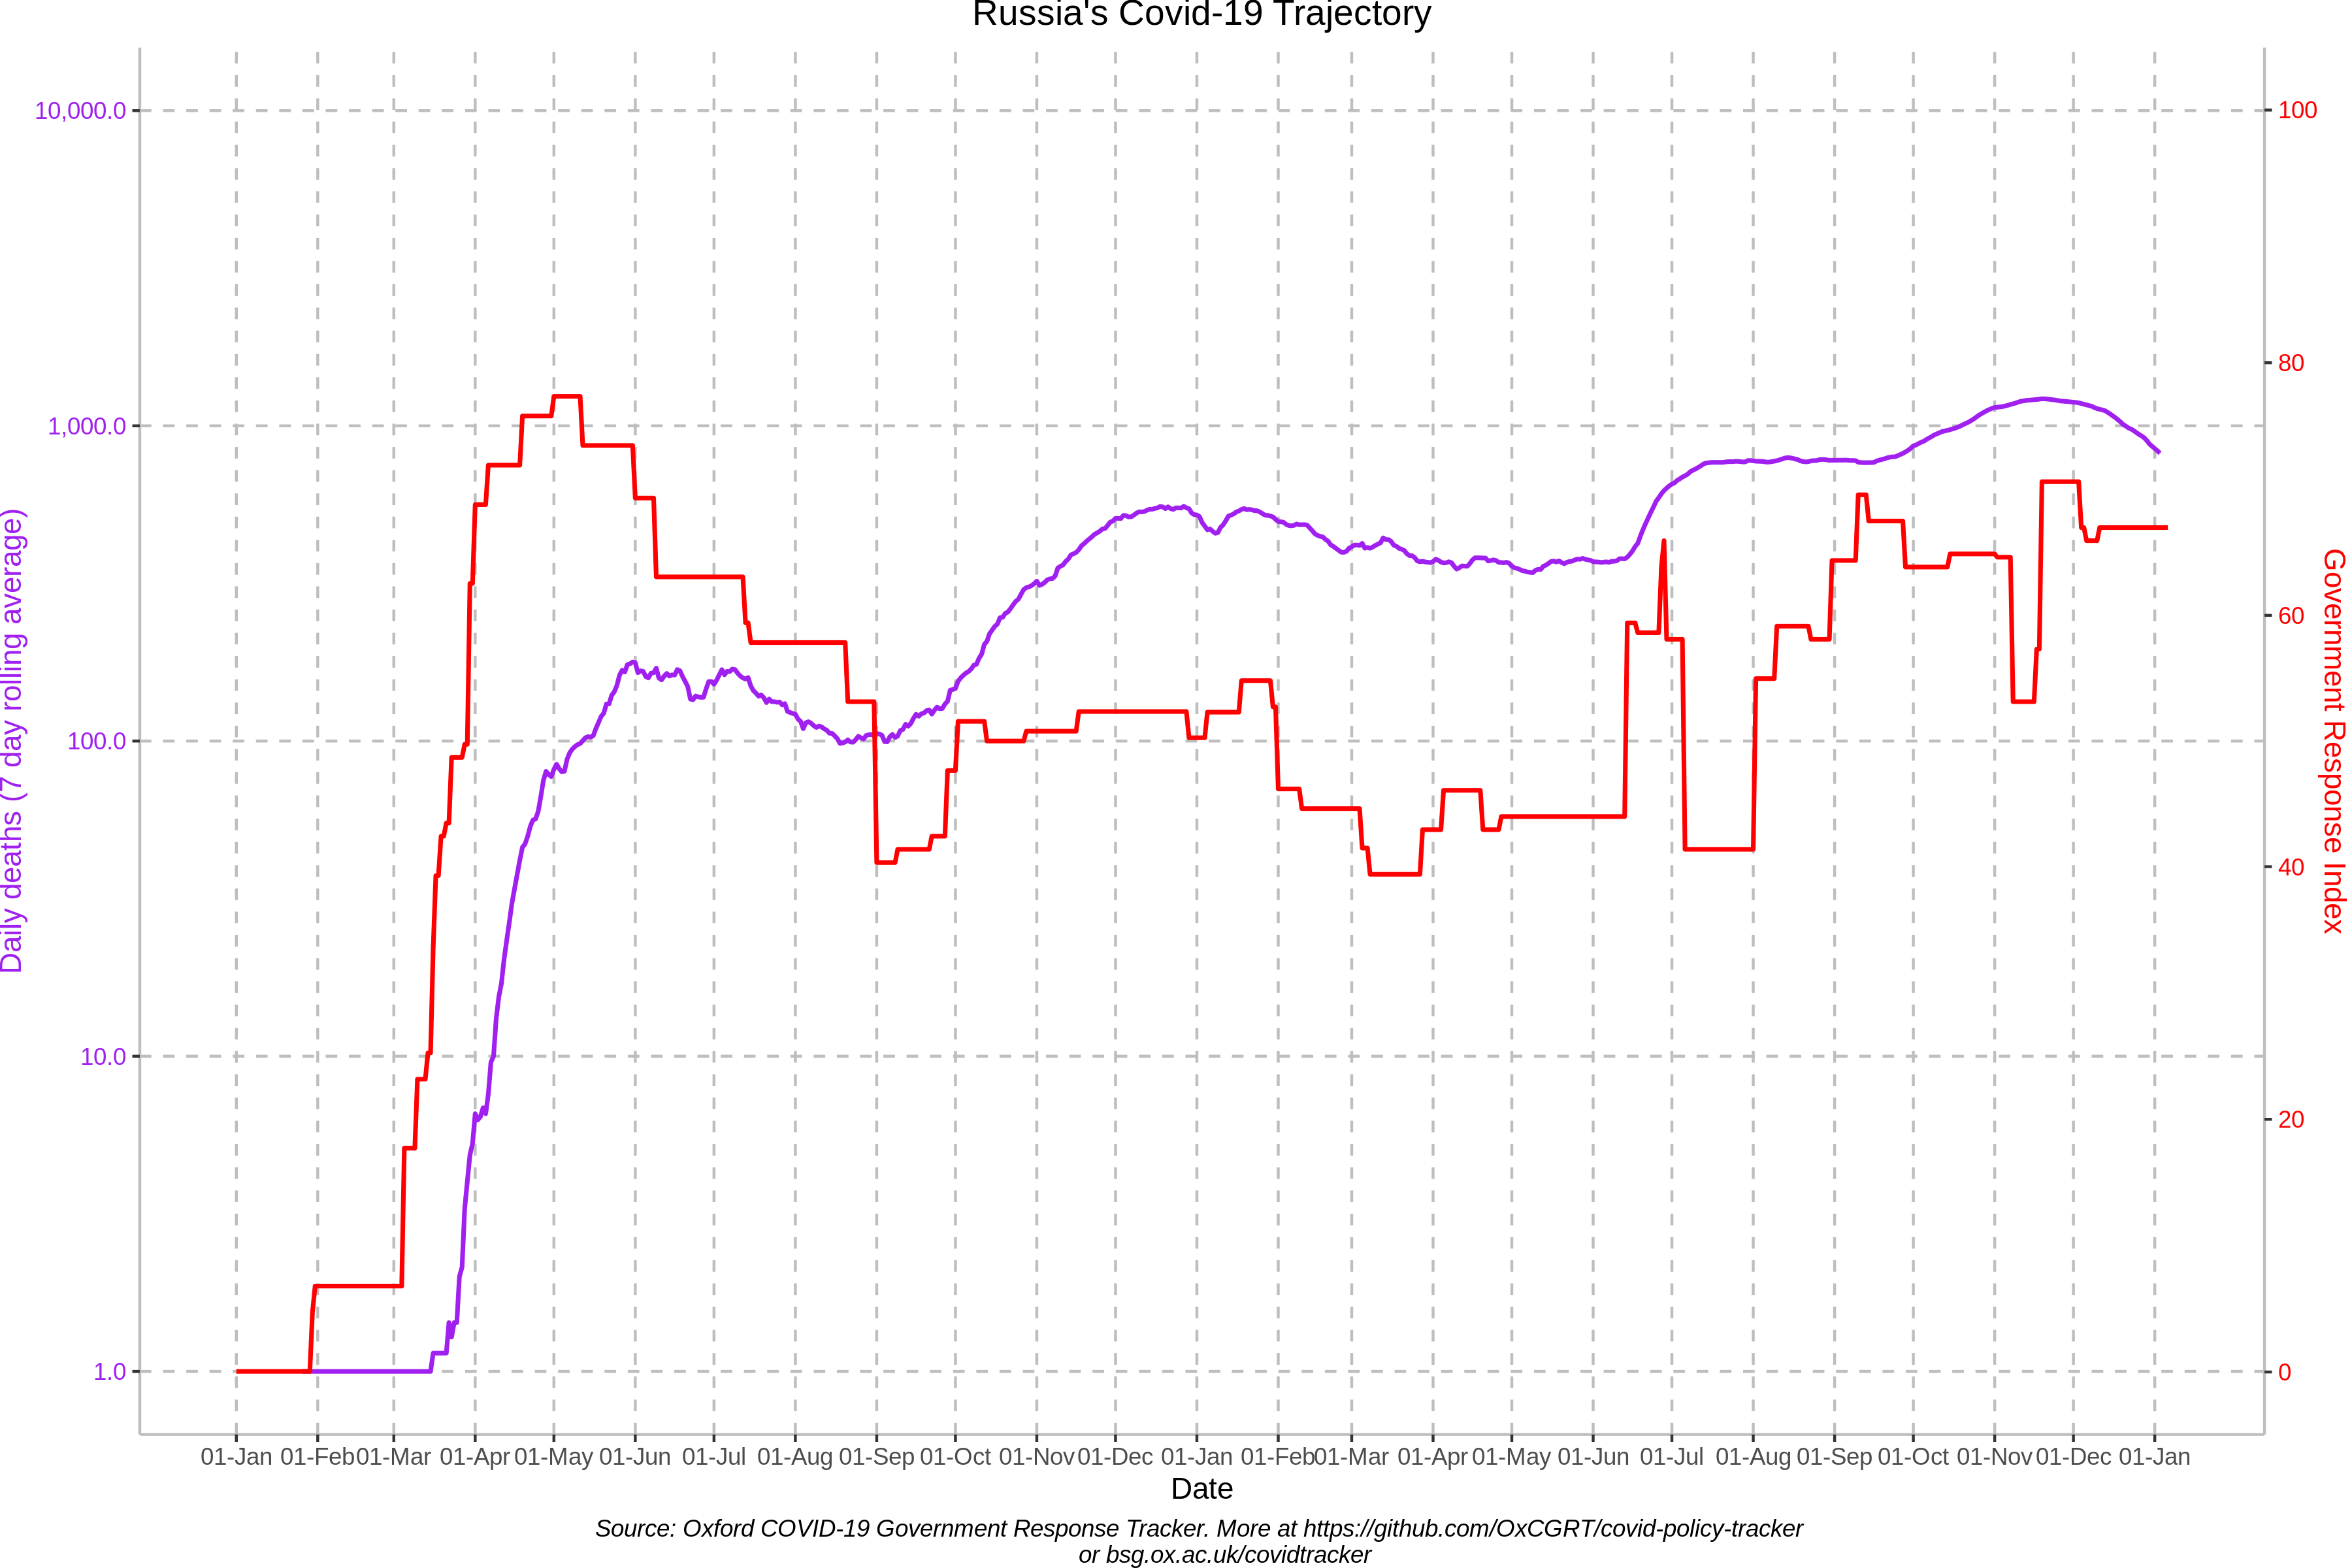 Russia's Covid-19 Trajectory
Daily deaths (7 day rolling average)
10,000.0
1,000.0
100.0
10.0
1.0
100
80
60
40
20
0
Government Response Index
01-Jan 01-Feb 01-Mar 01-Apr 01-May 01-Jun 01-Jul 01-Aug 01-Sep 01-Oct 01-Nov 01-Dec 01-Jan 01-Feb 01-Mar 01-Apr 01-May 01-Jun 01-Jul 01-Aug 01-Sep 01-Oct 01-Nov 01-Dec 01-Jan
Date
Source: Oxford COVID-19 Government Response Tracker. More at https://github.com/OxCGRT/covid-policy-tracker
or bsg.ox.ac.uk/covidtracker